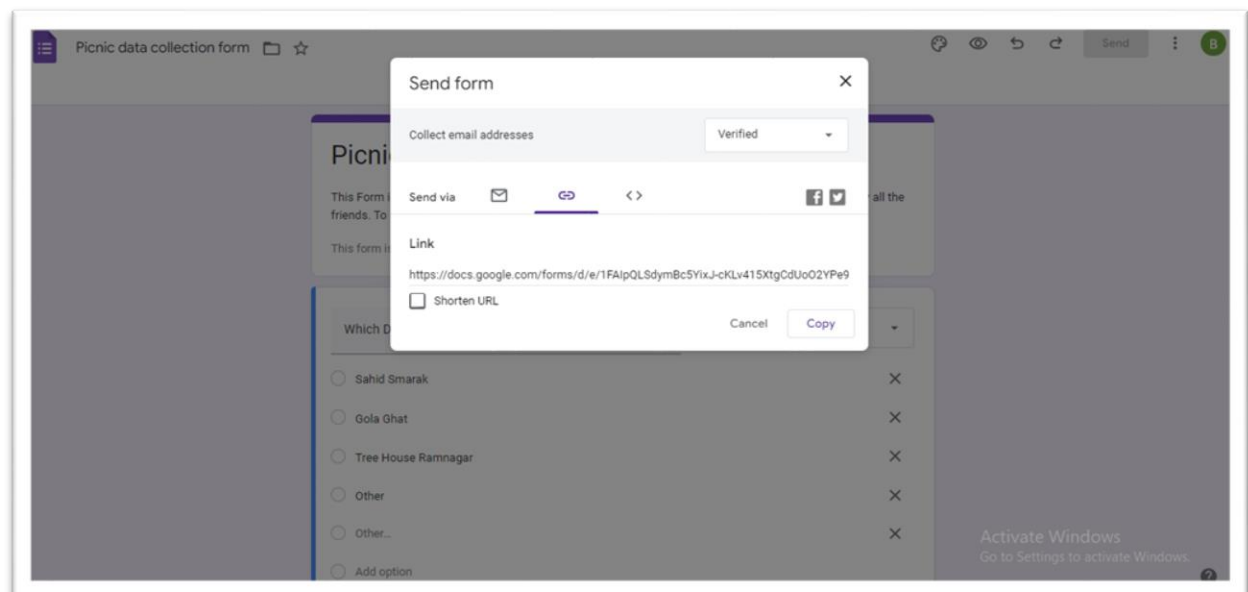 Picnic data collection form
Send
B
Send form
Collect email addresses
Verified
Picni
This Form i
all the
friends. To
Send via
This form i
Link
https://docs.google.com/forms/d/e/1FAIpQLSdymBc5YixJ-cKLv415XtgCdUoO2YPe9
Shorten URL
Cancel
Copy
Which D
Sahid Smarak
Gola Ghat
Tree House Ramnagar
Other
Other...
Add option
Activate Windows
Go to Settings to activate Windows.